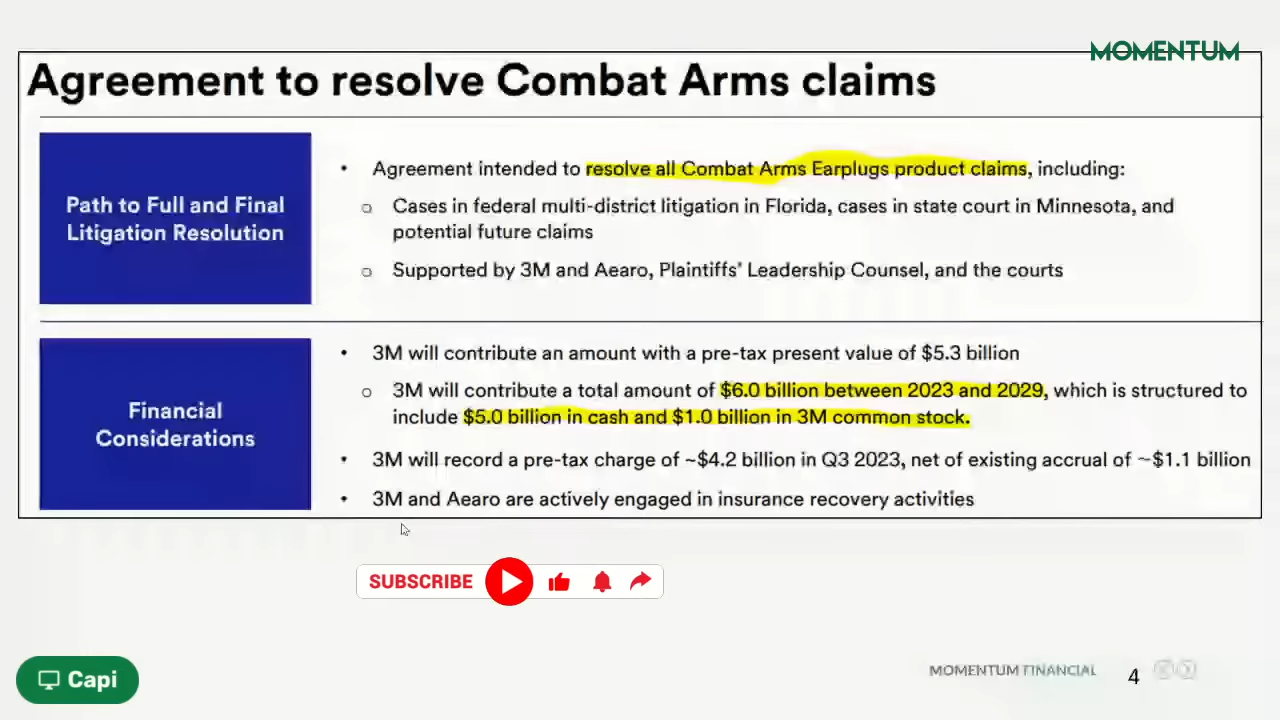 MOMENTUM
Agreement to resolve Combat Arms claims
Path to Full and Final
Litigation Resolution
• Agreement intended to resolve all Combat Arms Earplugs product claims, including:
o Cases in federal multi-district litigation in Florida, cases in state court in Minnesota, and
potential future claims
o Supported by 3M and Aearo, Plaintiffs' Leadership Counsel, and the courts
Financial
Considerations
• 3M will contribute an amount with a pre-tax present value of $5.3 billion
o 3M will contribute a total amount of $6.0 billion between 2023 and 2029, which is structured to
include $5.0 billion in cash and $1.0 billion in 3M common stock.
• 3M will record a pre-tax charge of ~$4.2 billion in Q3 2023, net of existing accrual of ~$1.1 billion
• 3M and Aearo are actively engaged in insurance recovery activities
SUBSCRIBE
Capi
MOMENTUM FINANCIAL
4